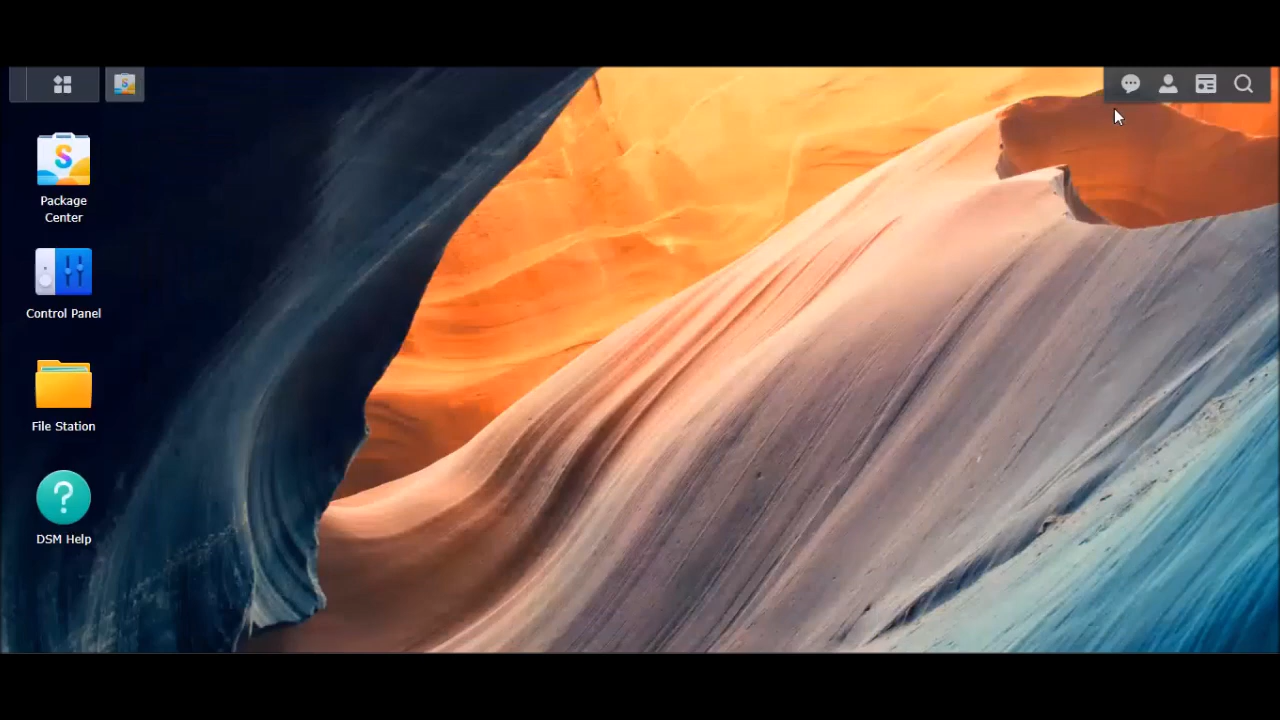 Package
Center
Control Panel
File Station
DSM Help